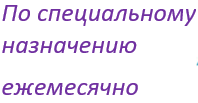 По специальному
назначению
ежемесячно